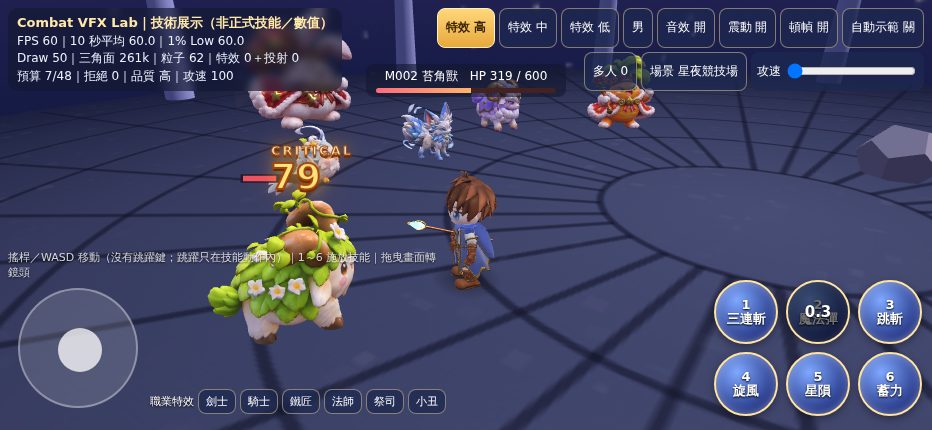 Combat VFX Lab｜技術展示（非正式技能／數值）
FPS 60｜10 秒平均 60.0｜1% Low 60.0
Draw 50｜三角面 261k｜粒子 62｜特效 0＋投射 0
預算 7/48｜拒絕 0｜品質 高｜攻速 100
特效 高
特效 中
特效 低
男
音效 開
震動 開
頓幀 開
自動示範 關
多人 0
場景 星夜競技場
攻速
M002 苔角獸 HP 319 / 600
CRITICAL
79
搖桿／WASD 移動（沒有跳躍鍵；跳躍只在技能動作內）｜1～6 施放技能｜拖曳畫面轉
鏡頭
1
三連斬
2
魔法彈
0.3
3
跳斬
4
旋風
5
星隕
6
蓄力
職業特效
劍士
騎士
鐵匠
法師
祭司
小丑